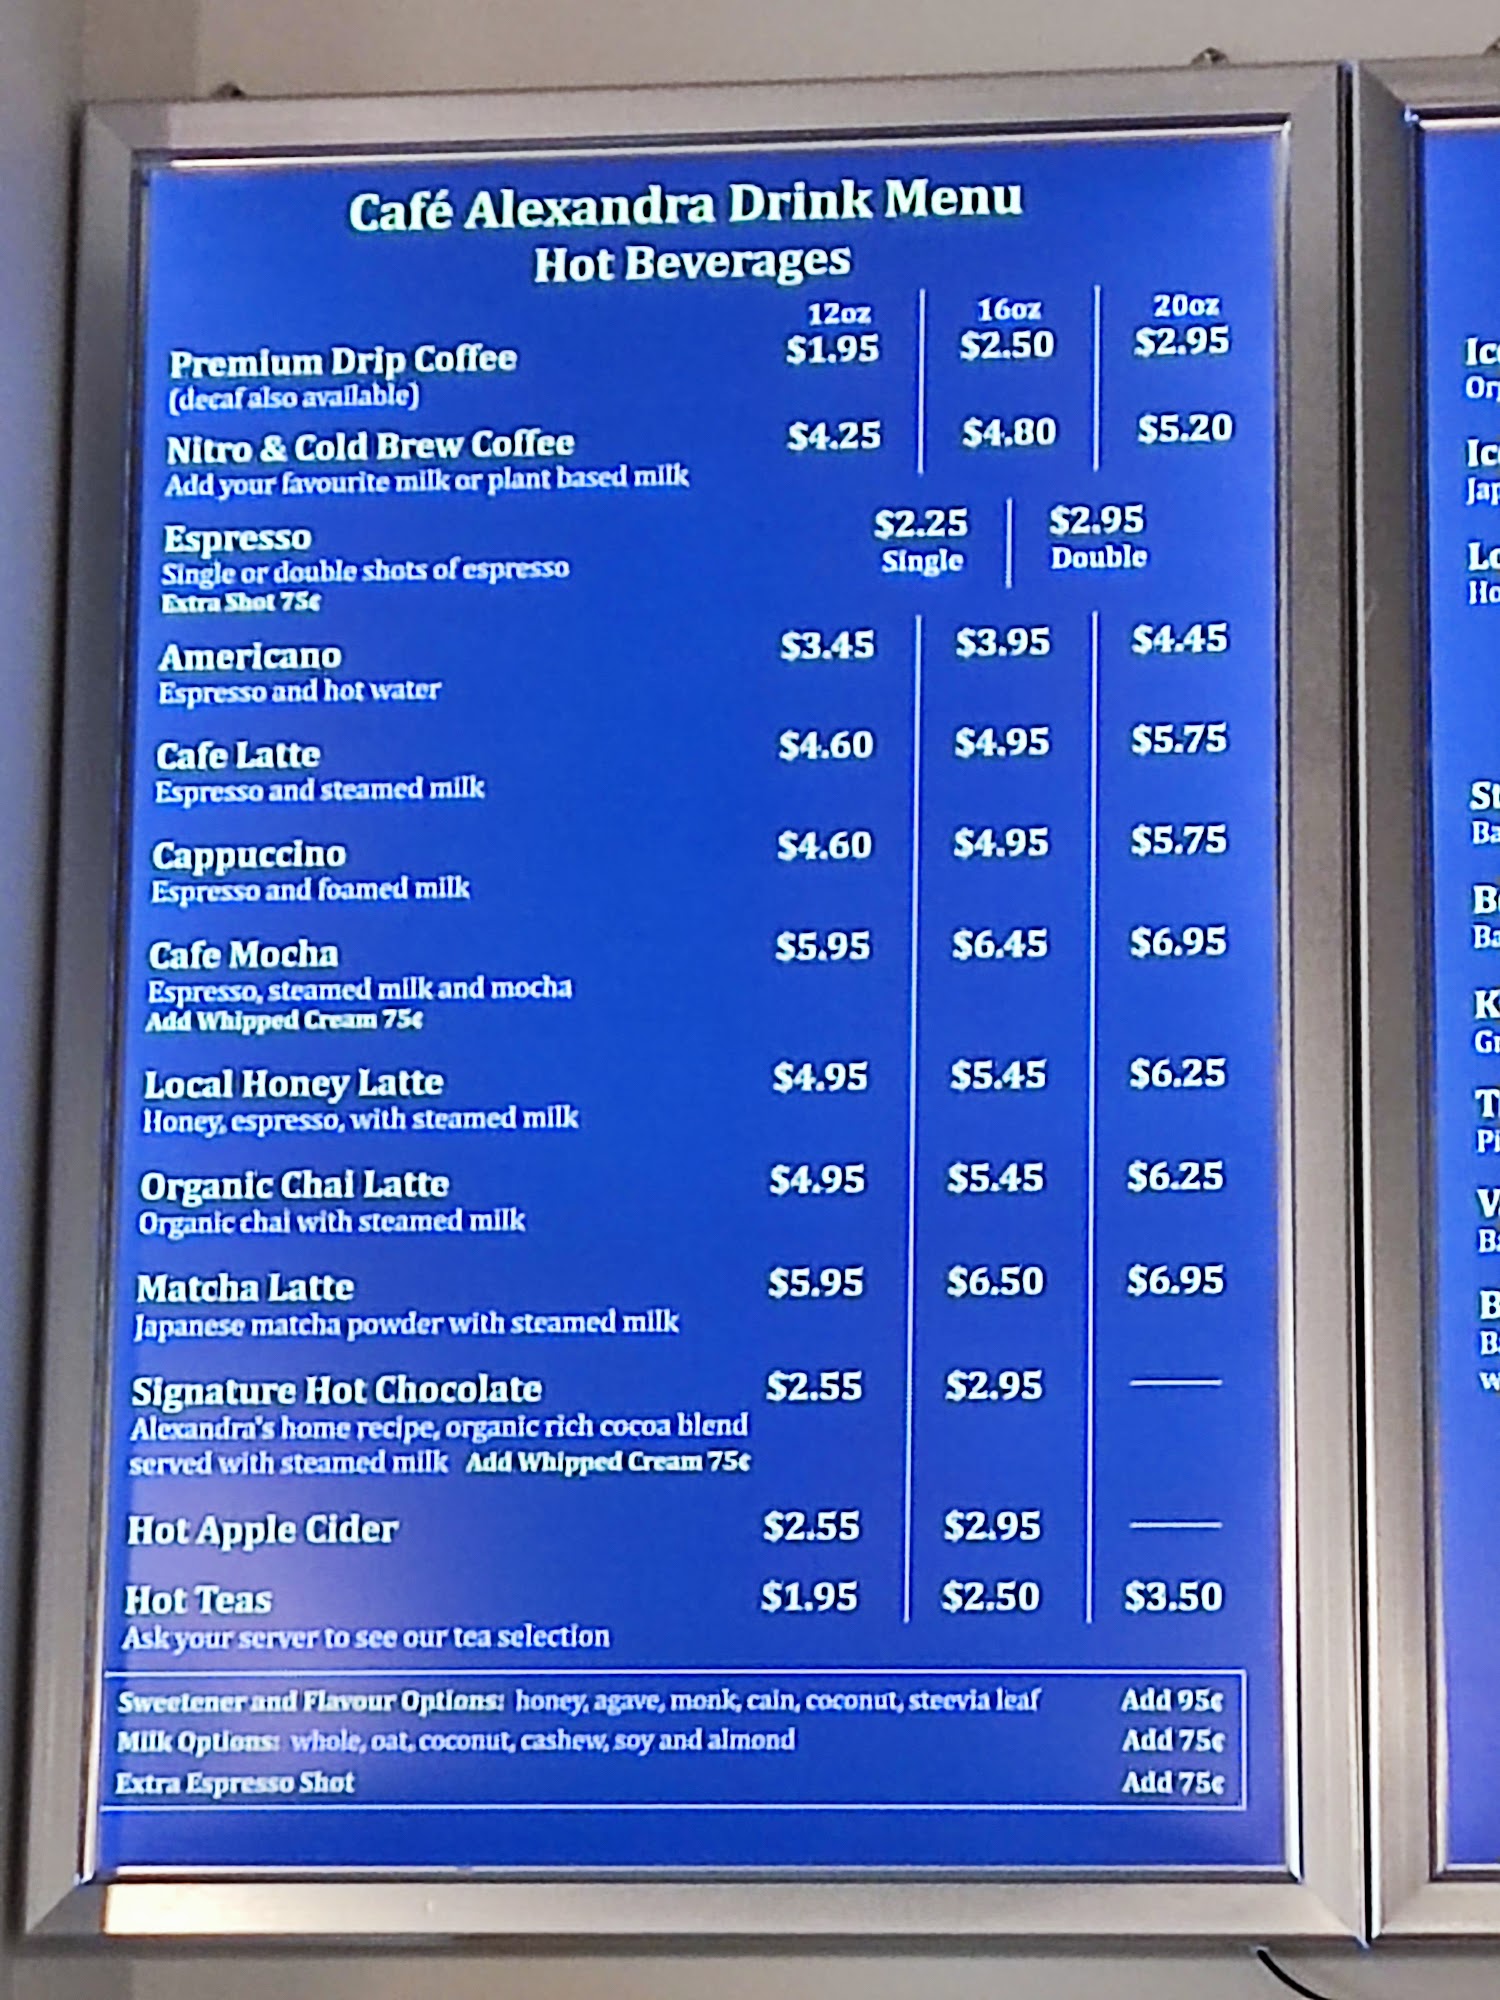 Café Alexandra Drink Menu
Hot Beverages
12oz 16oz 20oz
Premium Drip Coffee $1.95 $2.50 $2.95
(decaf also available)
Nitro & Cold Brew Coffee $4.25 $4.80 $5.20
Add your favourite milk or plant based milk
Espresso $2.25 $2.95
Single or double shots of espresso Single Double
Extra Shot 75¢
Americano $3.45 $3.95 $4.45
Espresso and hot water
Cafe Latte $4.60 $4.95 $5.75
Espresso and steamed milk
Cappuccino $4.60 $4.95 $5.75
Espresso and foamed milk
Cafe Mocha $5.95 $6.45 $6.95
Espresso, steamed milk and mocha
Add Whipped Cream 75¢
Local Honey Latte $4.95 $5.45 $6.25
Honey, espresso, with steamed milk
Organic Chai Latte $4.95 $5.45 $6.25
Organic chai with steamed milk
Matcha Latte $5.95 $6.50 $6.95
Japanese matcha powder with steamed milk
Signature Hot Chocolate $2.55 $2.95
Alexandra's home recipe, organic rich cocoa blend
served with steamed milk Add Whipped Cream 75¢
Hot Apple Cider $2.55 $2.95
Hot Teas $1.95 $2.50 $3.50
Ask your server to see our tea selection
Sweetener and Flavour Options: honey, agave, monk, cain, coconut, steevia leaf Add 95¢
Milk Options: whole, oat, coconut, cashew, soy and almond Add 75¢
Extra Espresso Shot Add 75¢